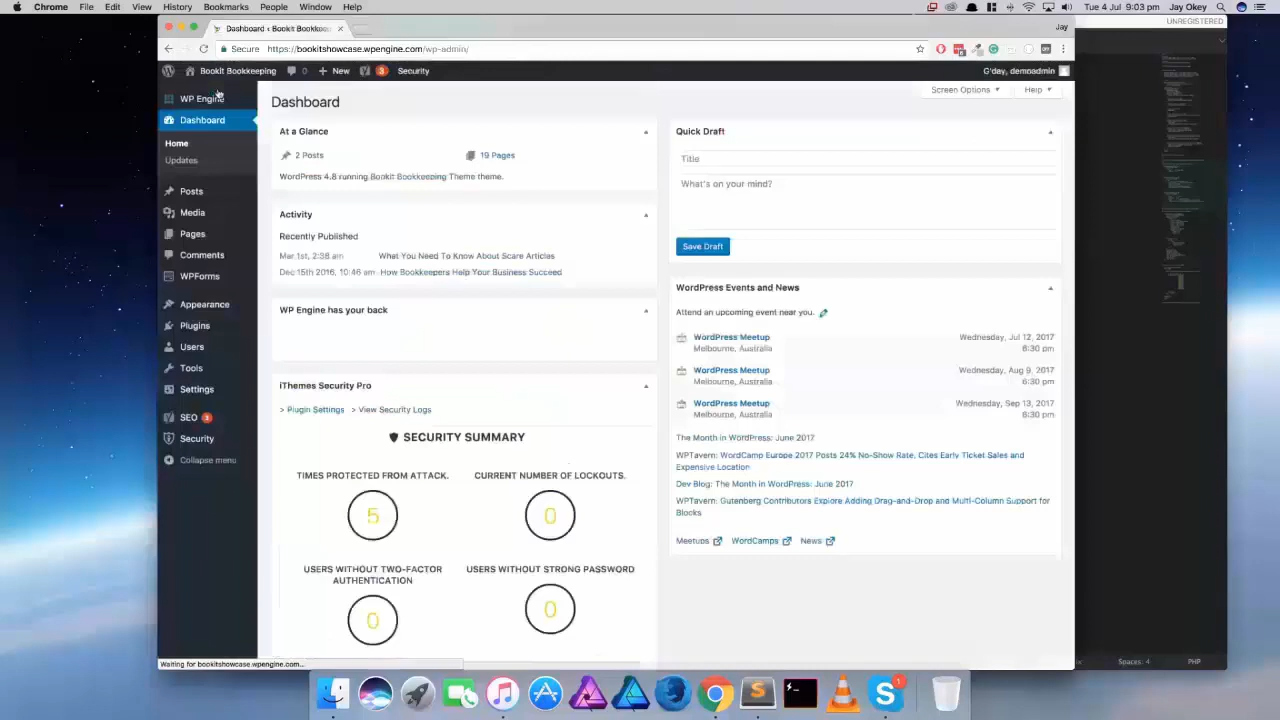 Chrome File Edit View History Bookmarks People Window Help Tue 4 Jul 9:03 pm Jay Okey
Dashboard ‹ Bookit Bookkee Jay UNREGISTERED
Secure https://bookitshowcase.wpengine.com/wp-admin/
Bookit Bookkeeping 0 New 3 Security G'day, demoadmin
WP Engine
Dashboard
Home
Updates
Posts
Media
Pages
Comments
WPForms
Appearance
Plugins
Users
Tools
Settings
SEO 3
Security
Collapse menu
Dashboard
Screen Options Help
At a Glance
2 Posts 19 Pages
WordPress 4.8 running Bookit Bookkeeping Theme theme.
Activity
Recently Published
Mar 1st, 2:38 am What You Need To Know About Scare Articles
Dec 15th 2016, 10:46 am How Bookkeepers Help Your Business Succeed
WP Engine has your back
iThemes Security Pro
> Plugin Settings > View Security Logs
SECURITY SUMMARY
TIMES PROTECTED FROM ATTACK.
5
CURRENT NUMBER OF LOCKOUTS.
0
USERS WITHOUT TWO-FACTOR
AUTHENTICATION
0
USERS WITHOUT STRONG PASSWORD
0
Quick Draft
Title
What's on your mind?
Save Draft
WordPress Events and News
Attend an upcoming event near you.
WordPress Meetup Wednesday, Jul 12, 2017
Melbourne, Australia 6:30 pm
WordPress Meetup Wednesday, Aug 9, 2017
Melbourne, Australia 6:30 pm
WordPress Meetup Wednesday, Sep 13, 2017
Melbourne, Australia 6:30 pm
The Month in WordPress: June 2017
WPTavern: WordCamp Europe 2017 Posts 24% No-Show Rate, Cites Early Ticket Sales and
Expensive Location
Dev Blog: The Month in WordPress: June 2017
WPTavern: Gutenberg Contributors Explore Adding Drag-and-Drop and Multi-Column Support for
Blocks
Meetups WordCamps News
Waiting for bookitshowcase.wpengine.com...
Spaces: 4 PHP
1